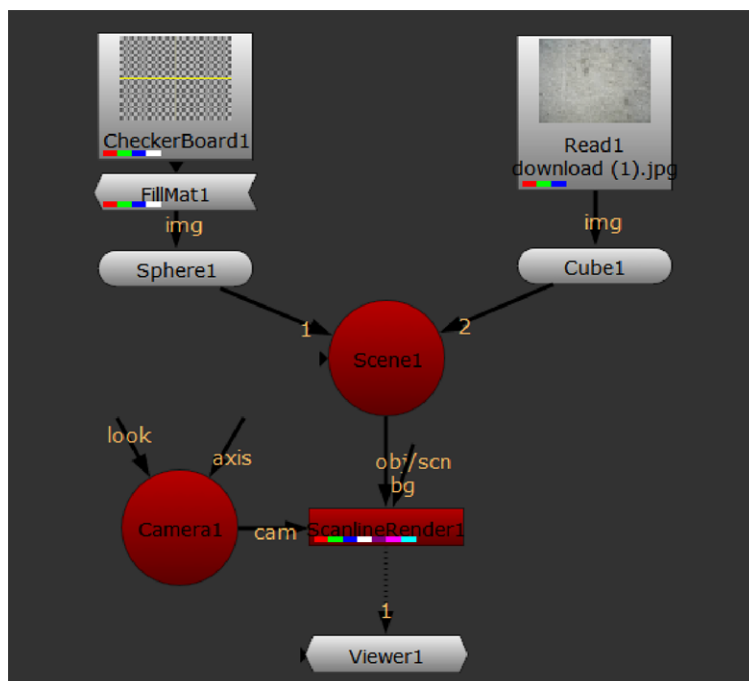 CheckerBoard1
Read1
download (1).jpg
FillMat1
img
img
Sphere1
Cube1
1
2
Scene1
look
axis
obj/scn
bg
Camera1
cam
ScanlineRender1
1
Viewer1